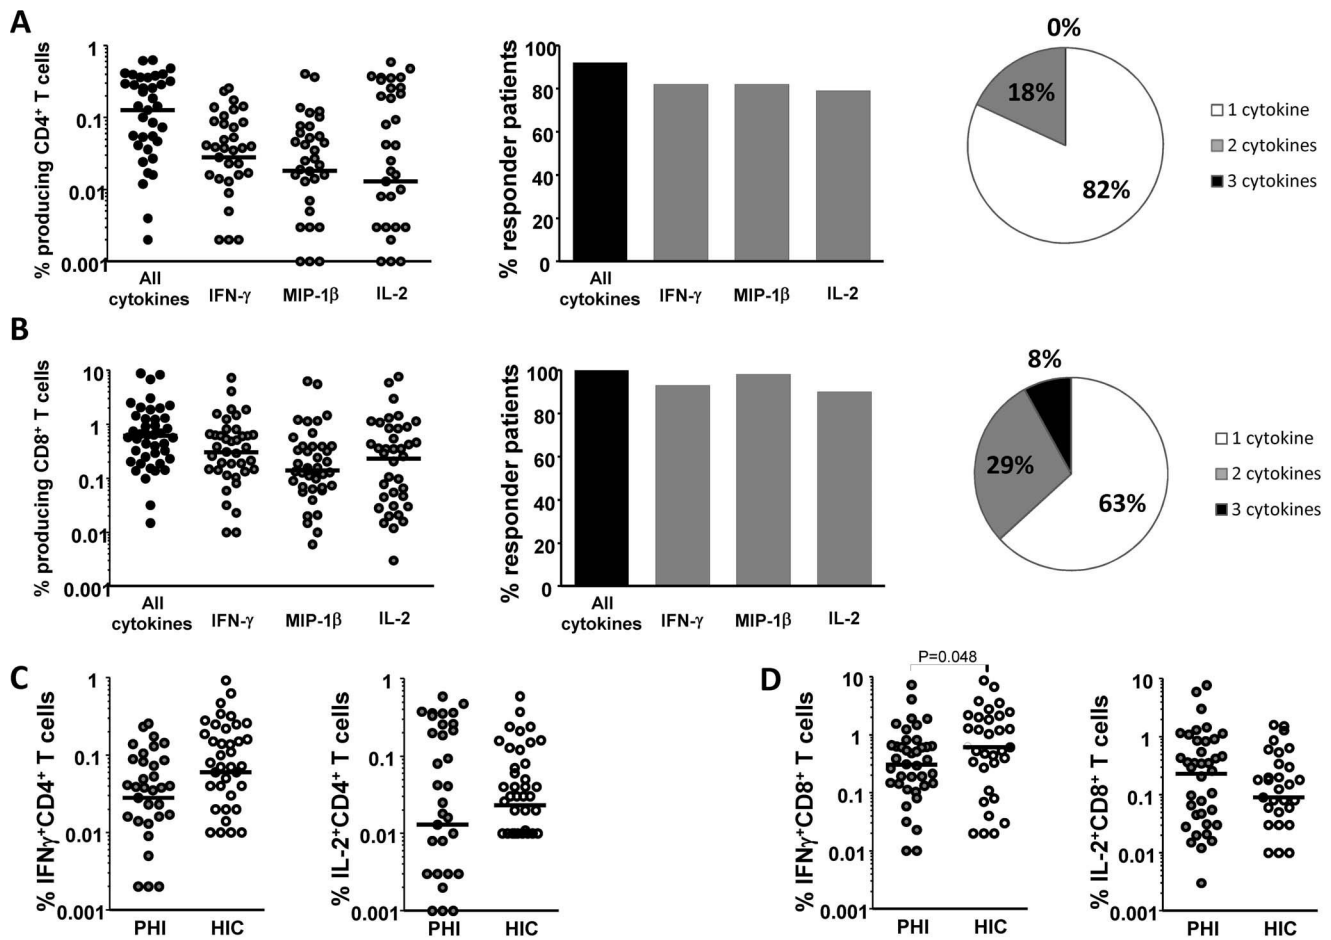 A
% producing CD4+ T cells
1
0.1
0.01
0.001
All cytokines
IFN-γ
MIP-1β
IL-2
% responder patients
100
80
60
40
20
0
All cytokines
IFN-γ
MIP-1β
IL-2
0%
18%
82%
1 cytokine
2 cytokines
3 cytokines
B
% producing CD8+ T cells
10
1
0.1
0.01
0.001
All cytokines
IFN-γ
MIP-1β
IL-2
% responder patients
100
80
60
40
20
0
All cytokines
IFN-γ
MIP-1β
IL-2
8%
29%
63%
1 cytokine
2 cytokines
3 cytokines
C
% IFNγ+CD4+ T cells
1
0.1
0.01
0.001
PHI
HIC
% IL-2+CD4+ T cells
1
0.1
0.01
0.001
PHI
HIC
D
P=0.048
% IFNγ+CD8+ T cells
10
1
0.1
0.01
0.001
PHI
HIC
% IL-2+CD8+ T cells
10
1
0.1
0.01
0.001
PHI
HIC